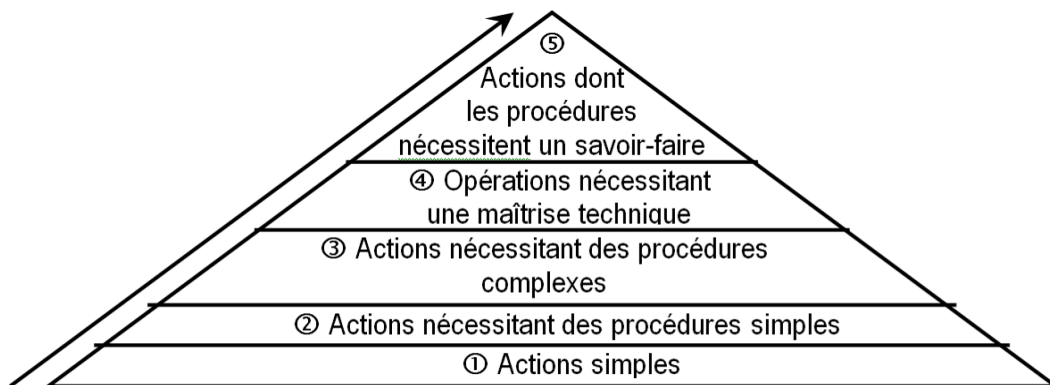 ⑤
Actions dont
les procédures
nécessitent un savoir-faire
④ Opérations nécessitant
une maîtrise technique
③ Actions nécessitant des procédures
complexes
② Actions nécessitant des procédures simples
① Actions simples